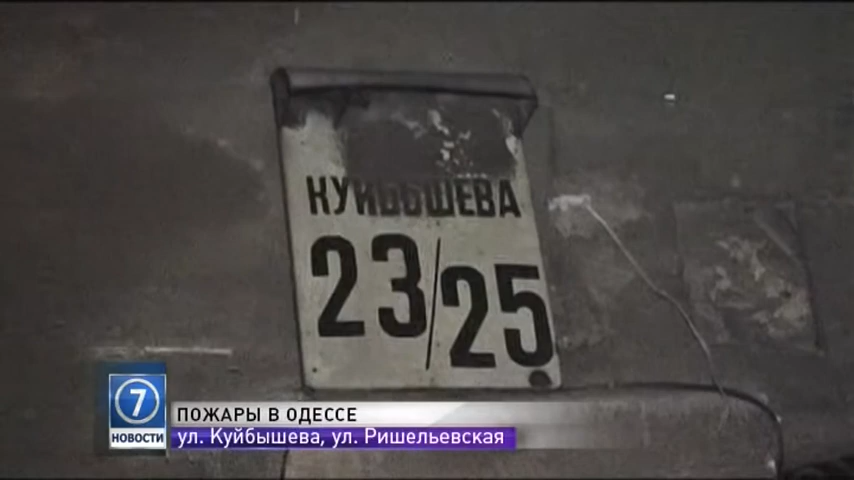 КУЙБЫШЕВА
23/25
7
НОВОСТИ
ПОЖАРЫ В ОДЕССЕ
ул. Куйбышева, ул. Ришельевская